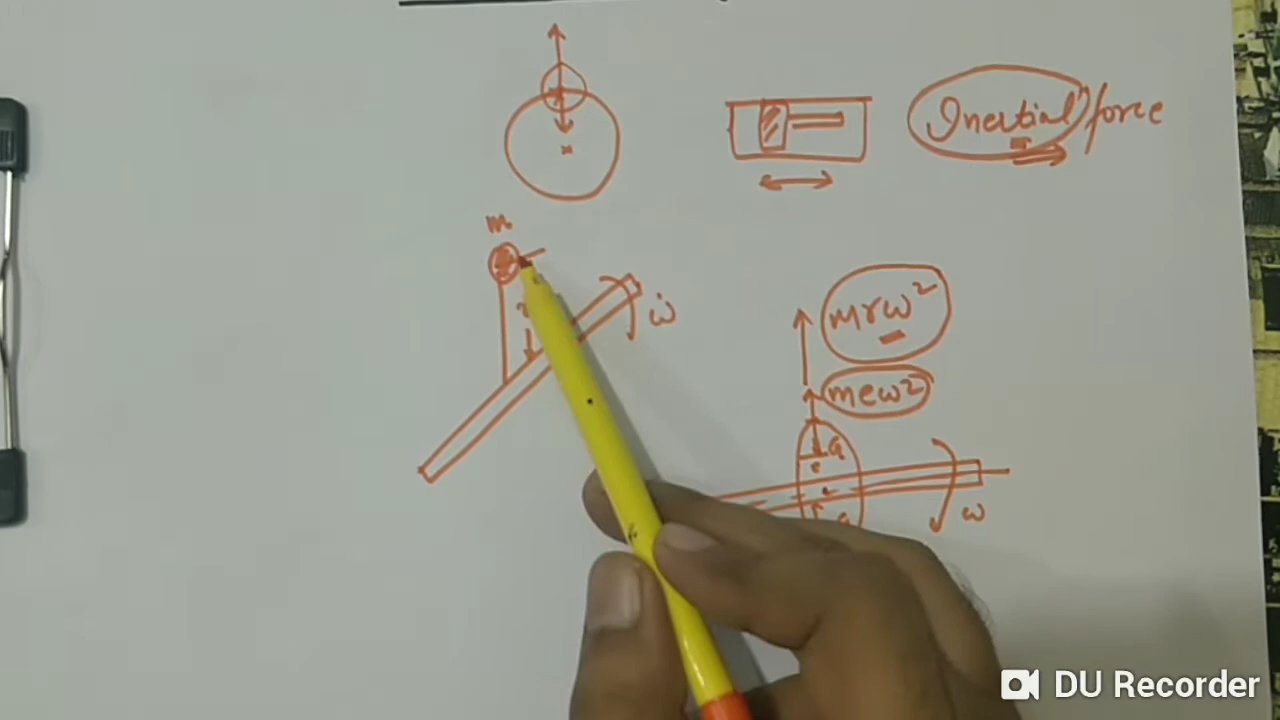 Inertial force
m
r
ω
mrω²
meω²
G
e
c
G
ω
DU Recorder